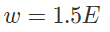 w = 1.5E